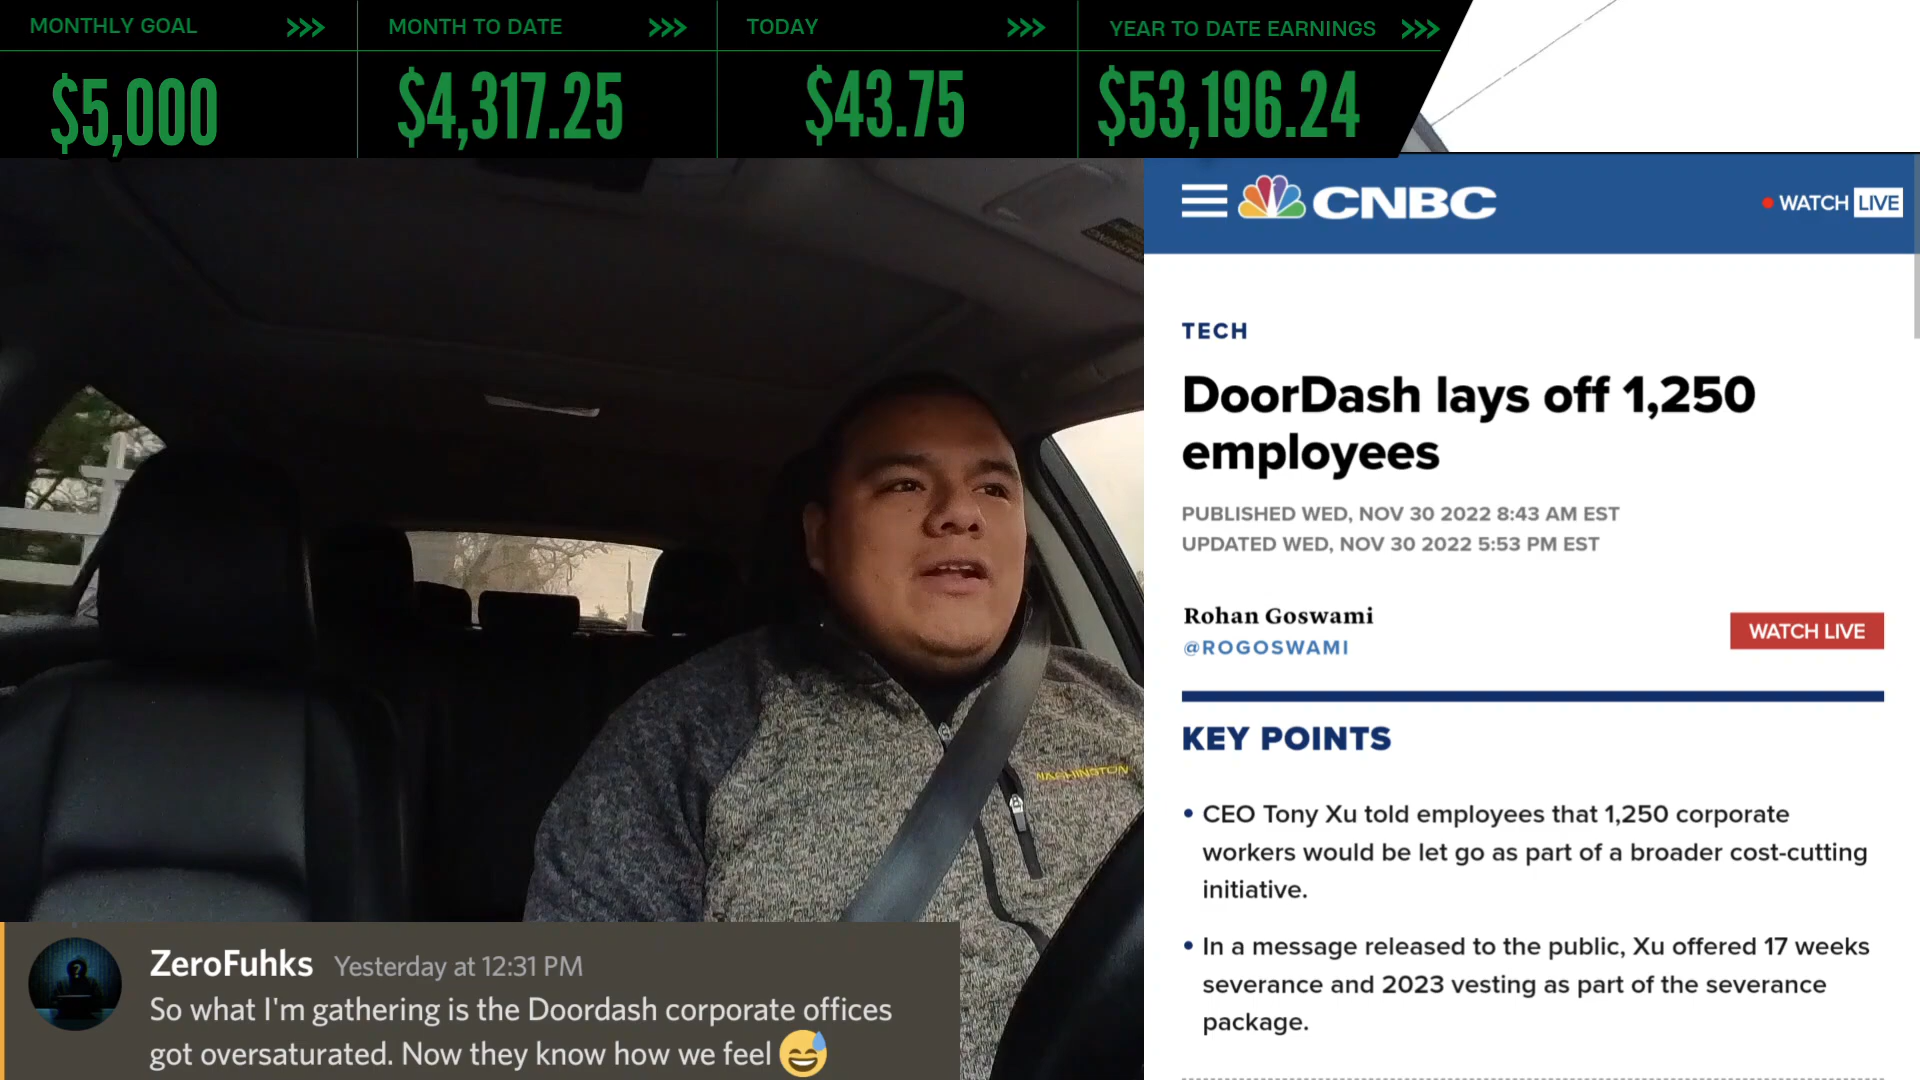 MONTHLY GOAL
$5,000
MONTH TO DATE
$4,317.25
TODAY
$43.75
YEAR TO DATE EARNINGS
$53,196.24
CNBC
WATCH LIVE
TECH
DoorDash lays off 1,250
employees
PUBLISHED WED, NOV 30 2022 8:43 AM EST
UPDATED WED, NOV 30 2022 5:53 PM EST
Rohan Goswami
@ROGOSWAMI
WATCH LIVE
KEY POINTS
• CEO Tony Xu told employees that 1,250 corporate
workers would be let go as part of a broader cost-cutting
initiative.
• In a message released to the public, Xu offered 17 weeks
severance and 2023 vesting as part of the severance
package.
WASHINGTON
ZeroFuhks Yesterday at 12:31 PM
So what I'm gathering is the Doordash corporate offices
got oversaturated. Now they know how we feel 😅